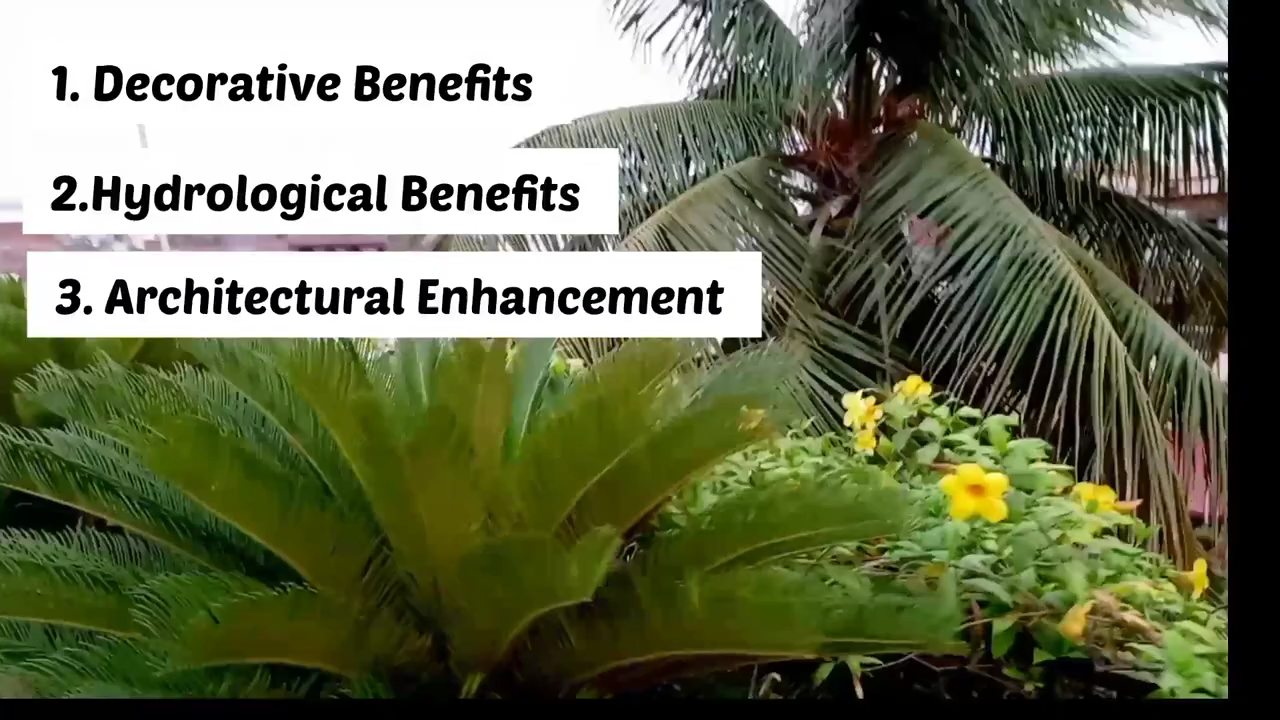 1. Decorative Benefits
2.Hydrological Benefits
3. Architectural Enhancement